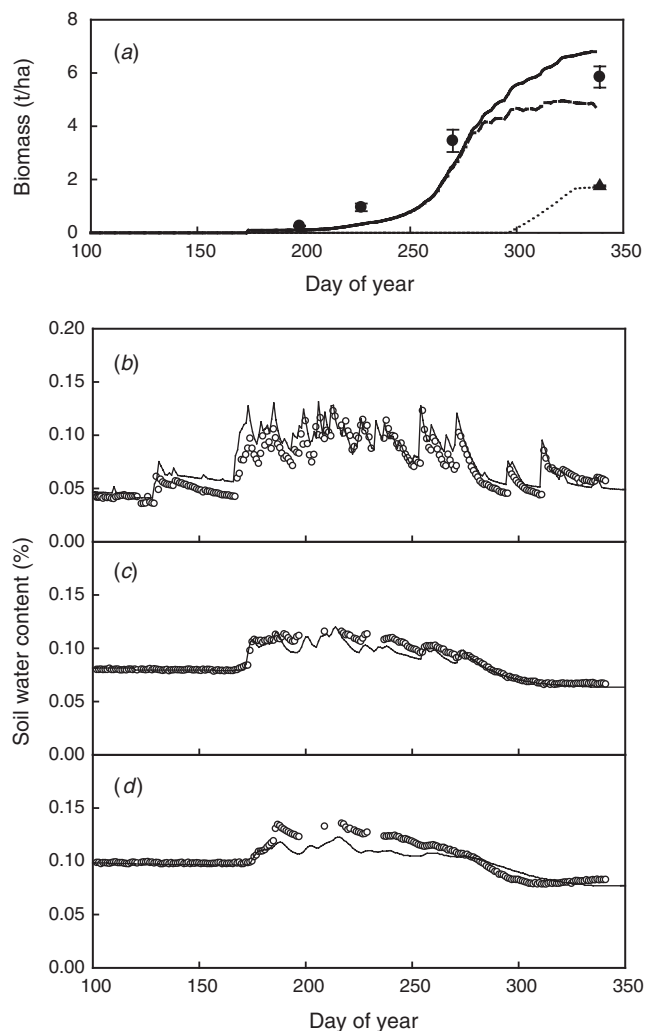 8
(a)
6
4
2
0
Biomass (t/ha)
100 150 200 250 300 350
Day of year
0.20
(b)
0.15
0.10
0.05
0.00
(c)
0.15
0.10
0.05
0.00
(d)
0.15
0.10
0.05
0.00
Soil water content (%)
100 150 200 250 300 350
Day of year